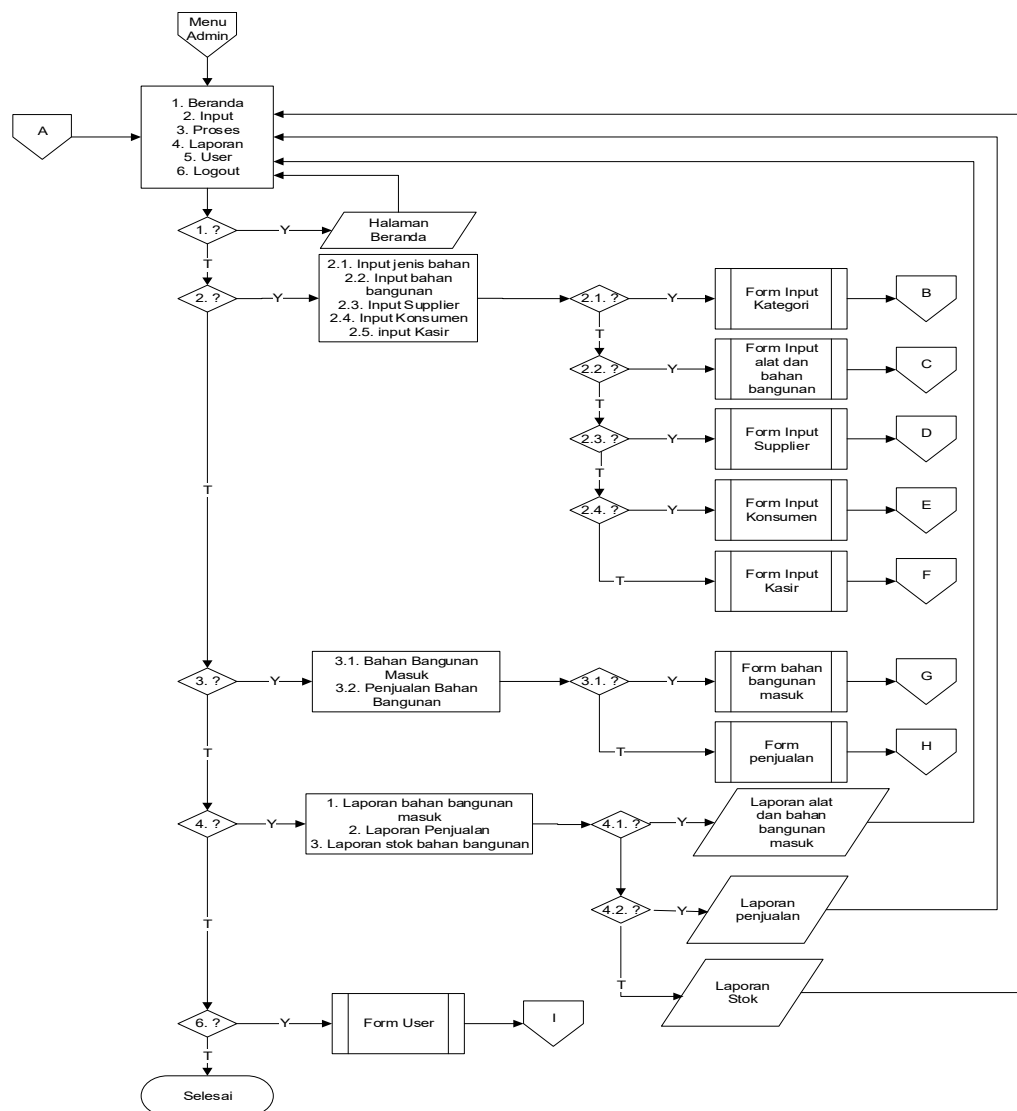 Menu
Admin
1. Beranda
2. Input
3. Proses
4. Laporan
5. User
6. Logout
A
1. ?
Y
Halaman
Beranda
T
2. ?
Y
2.1. Input jenis bahan
2.2. Input bahan
bangunan
2.3. Input Supplier
2.4. Input Konsumen
2.5. input Kasir
2.1. ?
Y
Form Input
Kategori
B
T
2.2. ?
Y
Form Input
alat dan
bahan
bangunan
C
T
2.3. ?
Y
Form Input
Supplier
D
T
2.4. ?
Y
Form Input
Konsumen
E
T
Form Input
Kasir
F
T
3. ?
Y
3.1. Bahan Bangunan
Masuk
3.2. Penjualan Bahan
Bangunan
3.1. ?
Y
Form bahan
bangunan
masuk
G
T
Form
penjualan
H
T
4. ?
Y
1. Laporan bahan bangunan
masuk
2. Laporan Penjualan
3. Laporan stok bahan bangunan
4.1. ?
Y
Laporan alat
dan bahan
bangunan
masuk
4.2. ?
Y
Laporan
penjualan
T
Laporan
Stok
T
6. ?
Y
Form User
I
T
Selesai